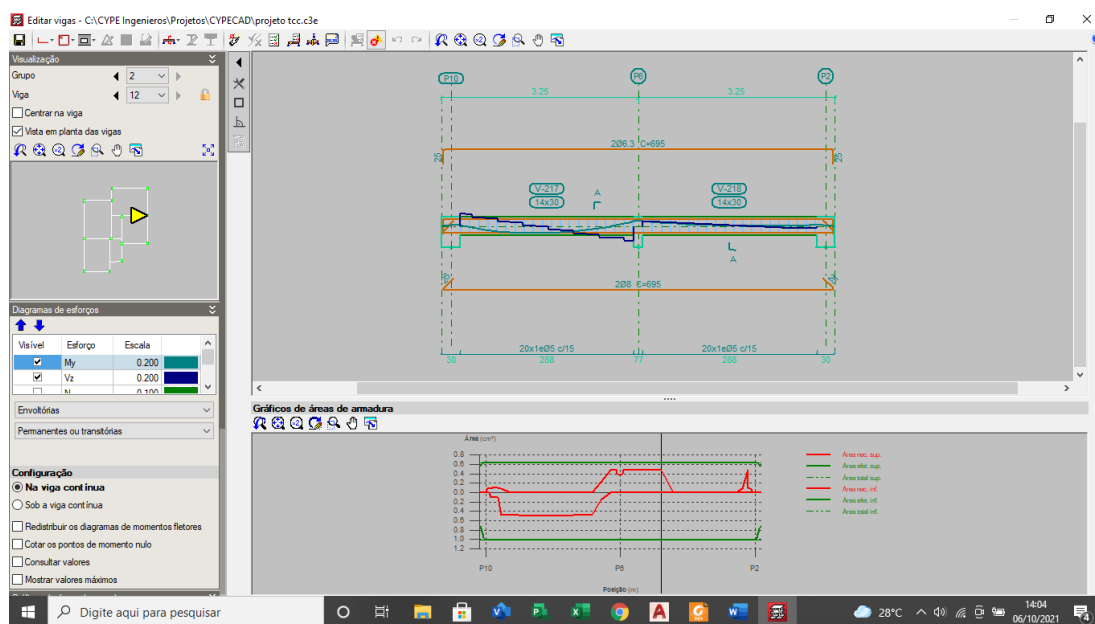 Editar vigas - C:\CYPE Ingenieros\Projetos\CYPECAD\projeto tcc.c3e
Visualização
Grupo 2
Viga 12
Centrar na viga
Vista em planta das vigas
Diagramas de esforços
Visível Esforço Escala
My 0.200
Vz 0.200
N 0.100
Envoltórias
Permanentes ou transitórias
Configuração
Na viga contínua
Sob a viga contínua
Redistribuir os diagramas de momentos fletores
Cotar os pontos de momento nulo
Consultar valores
Mostrar valores máximos
P10 P6 P2
3.25 3.25
2Ø6.3 C=695
25 25
V-217 A V-218
14x30 14x30
A
2Ø8 C=695
20x1eØ5 c/15 20x1eØ5 c/15
30 288 77 288 30
Gráficos de áreas de armadura
Área (cm²)
0.8
0.6
0.4
0.2
0.0
0.2
0.4
0.6
0.8
1.0
1.2
P10 P6 P2
Posição (m)
Área nec. sup.
Área efet. sup.
Área total sup.
Área nec. inf.
Área efet. inf.
Área total inf.
Digite aqui para pesquisar
28°C
14:04
06/10/2021
4